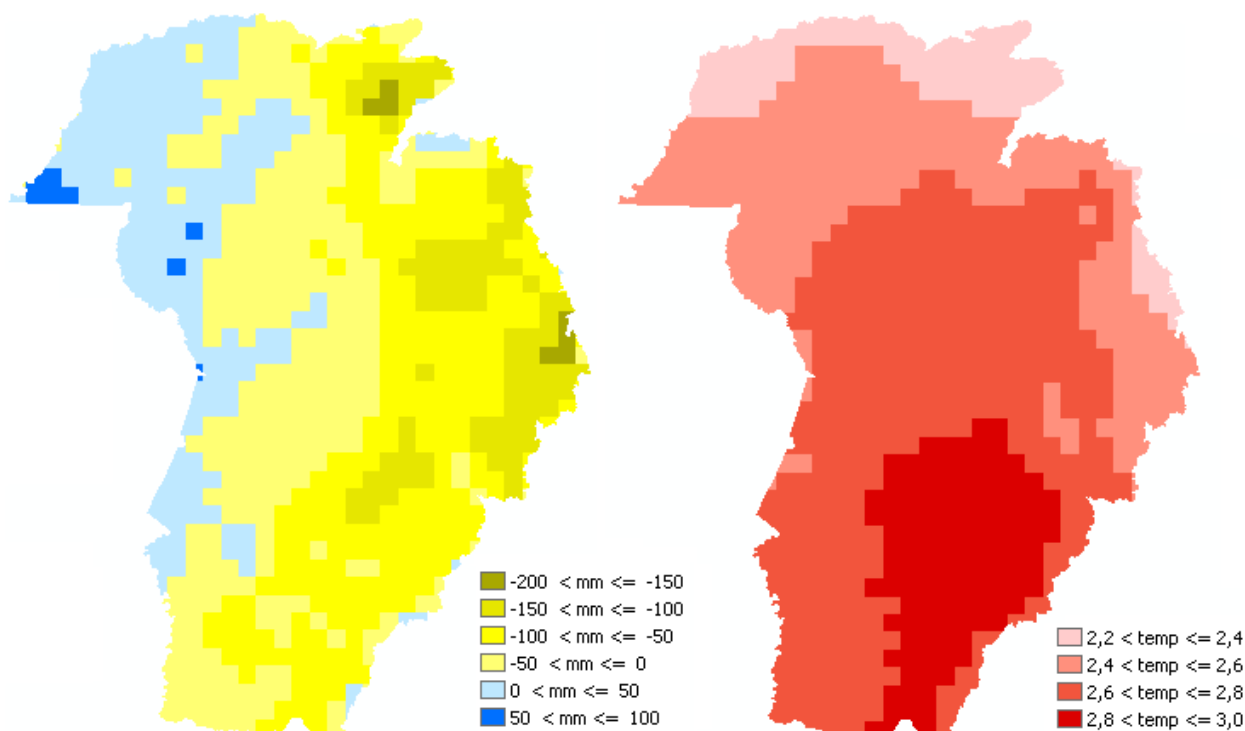 -200 < mm <= -150
-150 < mm <= -100
-100 < mm <= -50
-50 < mm <= 0
0 < mm <= 50
50 < mm <= 100
2,2 < temp <= 2,4
2,4 < temp <= 2,6
2,6 < temp <= 2,8
2,8 < temp <= 3,0